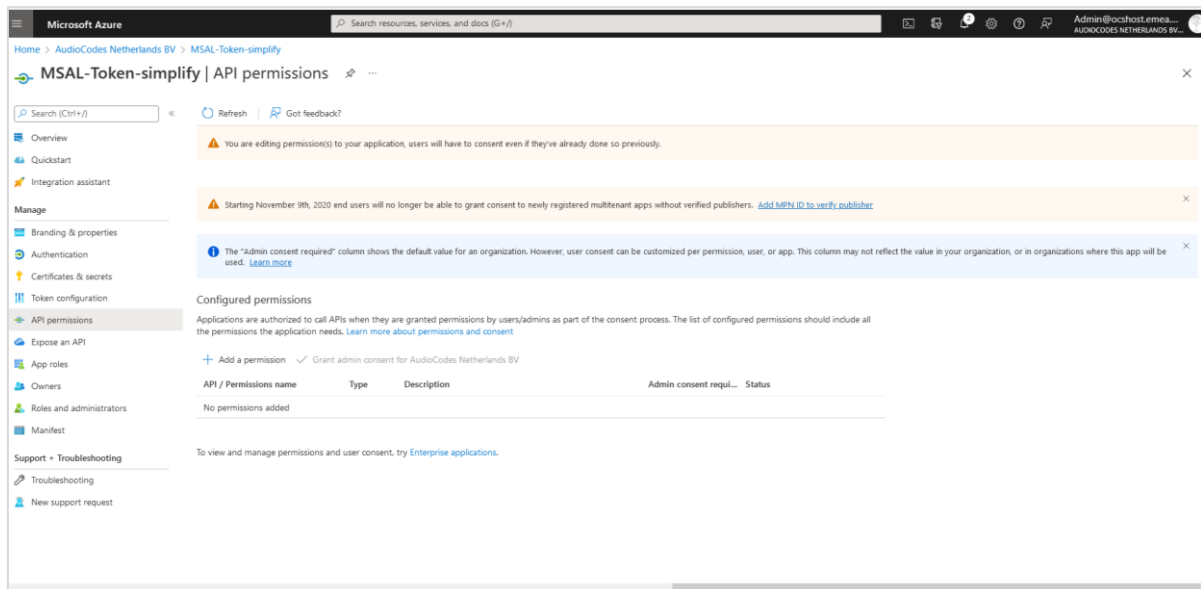 Microsoft Azure
Search resources, services, and docs (G+/)
2
Admin@ocshost.emea....
AUDIOCODES NETHERLANDS BV...
Home > AudioCodes Netherlands BV > MSAL-Token-simplify
MSAL-Token-simplify | API permissions
Search (Ctrl+/)
Overview
Quickstart
Integration assistant
Manage
Branding & properties
Authentication
Certificates & secrets
Token configuration
API permissions
Expose an API
App roles
Owners
Roles and administrators
Manifest
Support + Troubleshooting
Troubleshooting
New support request
Refresh
Got feedback?
You are editing permission(s) to your application, users will have to consent even if they've already done so previously.
Starting November 9th, 2020 end users will no longer be able to grant consent to newly registered multitenant apps without verified publishers. Add MPN ID to verify publisher
The "Admin consent required" column shows the default value for an organization. However, user consent can be customized per permission, user, or app. This column may not reflect the value in your organization, or in organizations where this app will be
used. Learn more
Configured permissions
Applications are authorized to call APIs when they are granted permissions by users/admins as part of the consent process. The list of configured permissions should include all
the permissions the application needs. Learn more about permissions and consent
Add a permission Grant admin consent for AudioCodes Netherlands BV
API / Permissions name Type Description Admin consent requi... Status
No permissions added
To view and manage permissions and user consent, try Enterprise applications.